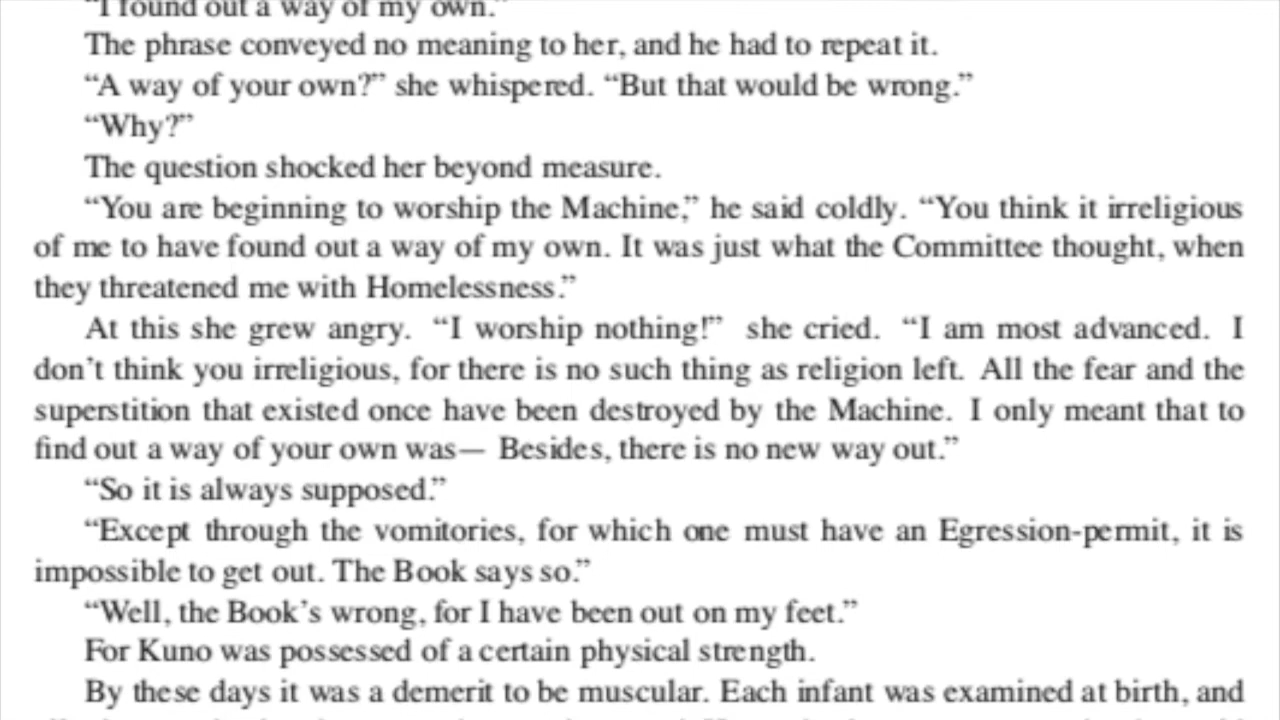 “I found out a way of my own.”
The phrase conveyed no meaning to her, and he had to repeat it.
“A way of your own?” she whispered. “But that would be wrong.”
“Why?”
The question shocked her beyond measure.
“You are beginning to worship the Machine,” he said coldly. “You think it irreligious
of me to have found out a way of my own. It was just what the Committee thought, when
they threatened me with Homelessness.”
At this she grew angry. “I worship nothing!” she cried. “I am most advanced. I
don’t think you irreligious, for there is no such thing as religion left. All the fear and the
superstition that existed once have been destroyed by the Machine. I only meant that to
find out a way of your own was— Besides, there is no new way out.”
“So it is always supposed.”
“Except through the vomitories, for which one must have an Egression-permit, it is
impossible to get out. The Book says so.”
“Well, the Book’s wrong, for I have been out on my feet.”
For Kuno was possessed of a certain physical strength.
By these days it was a demerit to be muscular. Each infant was examined at birth, and